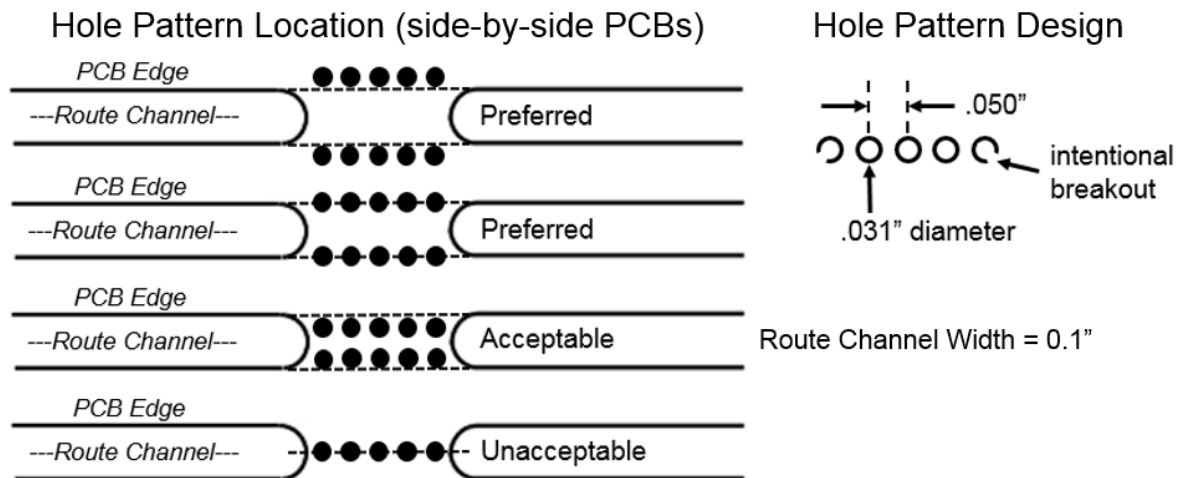 Hole Pattern Location (side-by-side PCBs)
Hole Pattern Design
PCB Edge
---Route Channel---
Preferred
PCB Edge
---Route Channel---
Preferred
PCB Edge
---Route Channel---
Acceptable
PCB Edge
---Route Channel---
Unacceptable
.050”
intentional
breakout
.031” diameter
Route Channel Width = 0.1”